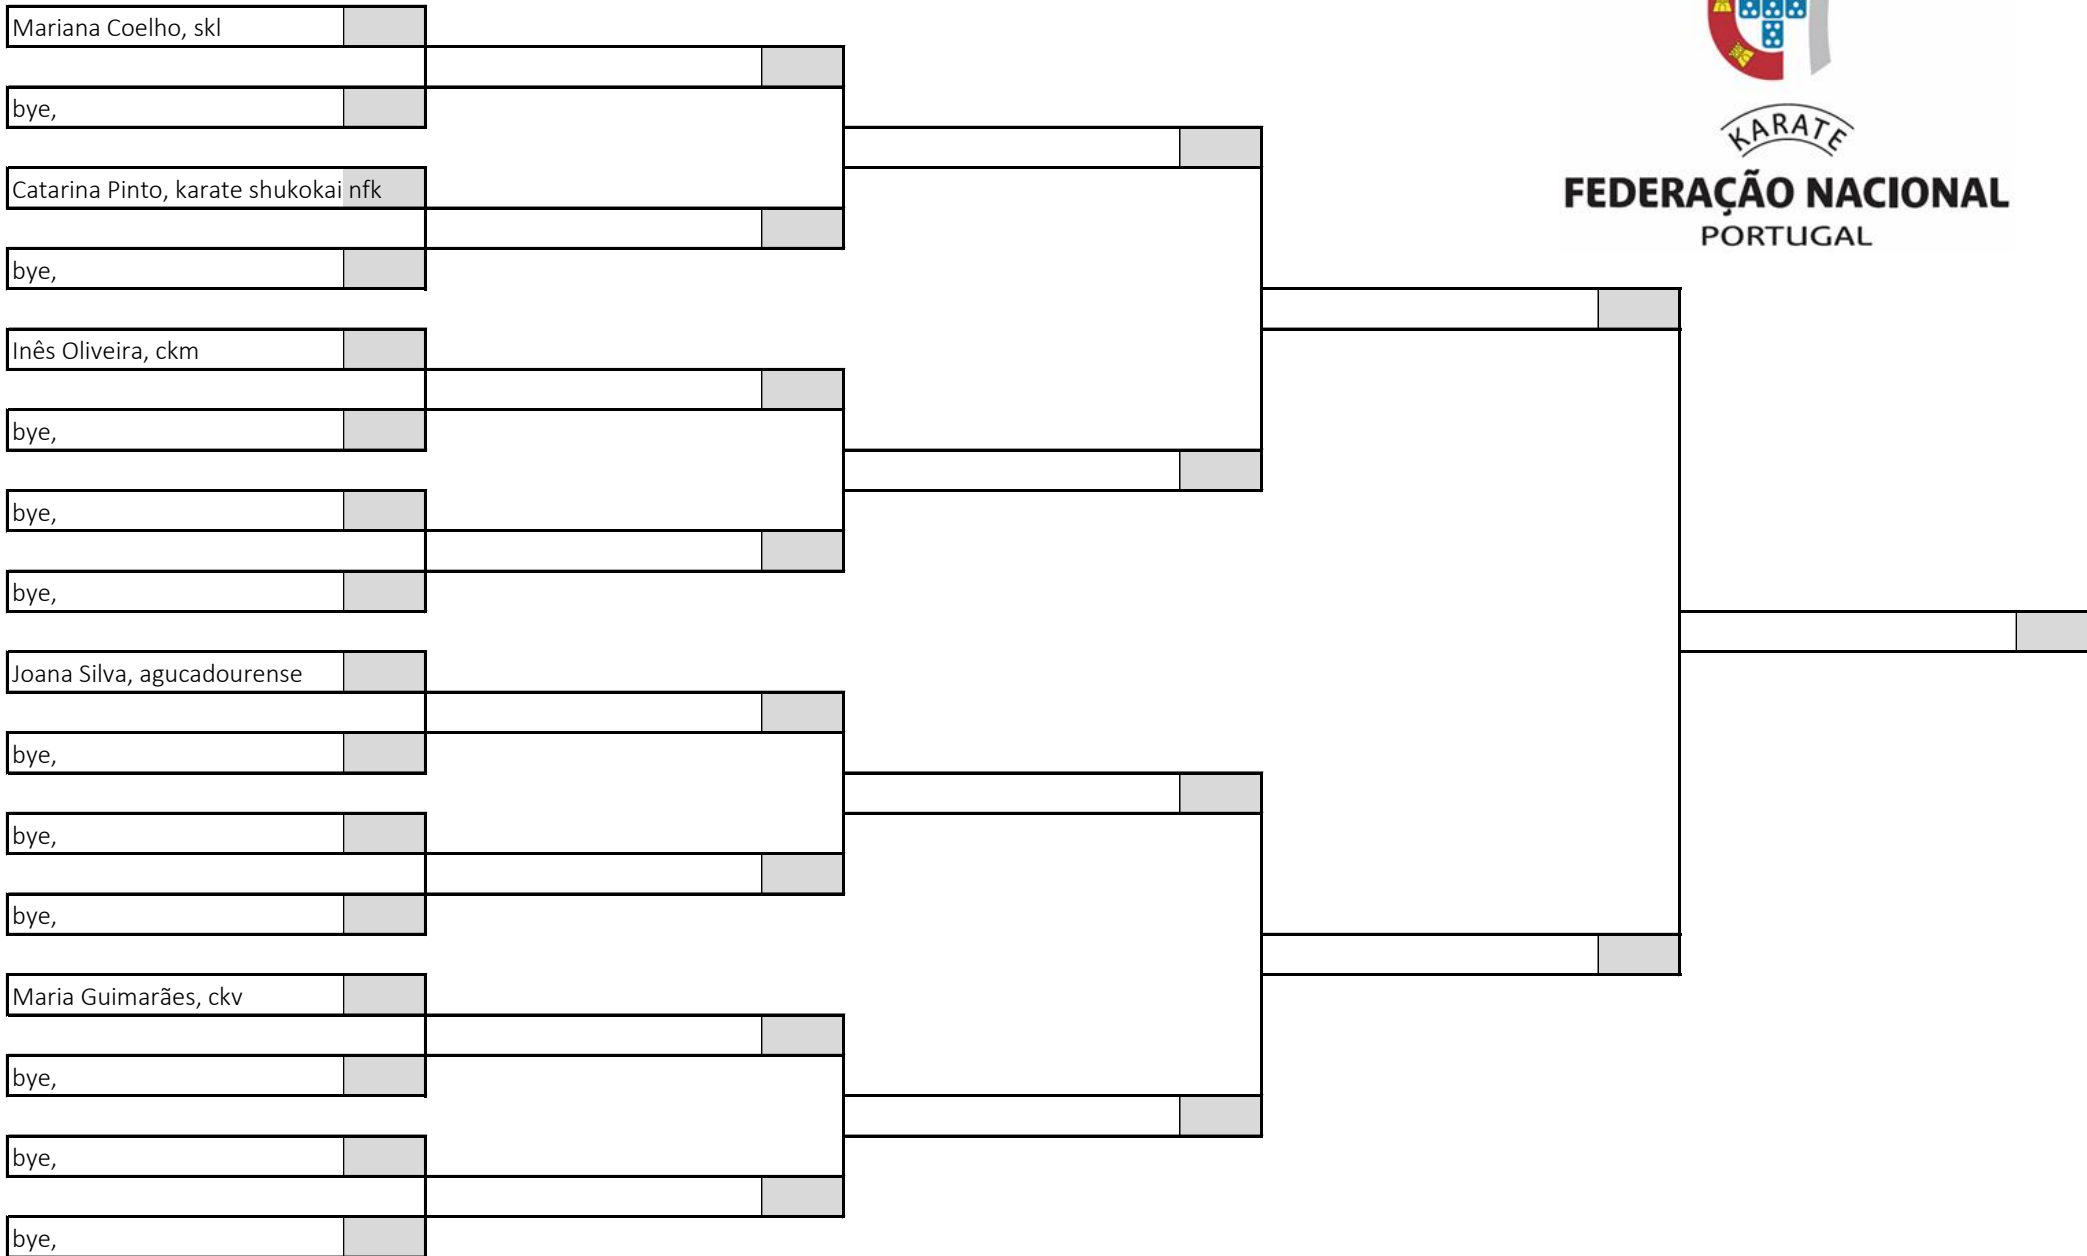 Mariana Coelho, skl
bye,
KARATE
Catarina Pinto, karate shukokai nfk
FEDERAÇÃO NACIONAL
PORTUGAL
bye,
Inês Oliveira, ckm
bye,
bye,
bye,
Joana Silva, agucadourense
bye,
bye,
bye,
Maria Guimarães, ckv
bye,
bye,
bye,